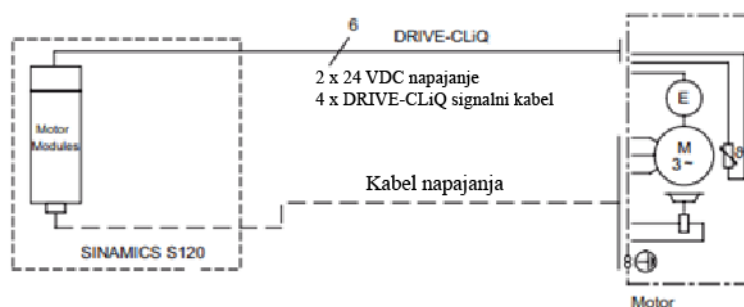 6
DRIVE-CLiQ
2 x 24 VDC napajanje
4 x DRIVE-CLiQ signalni kabel
E
Motor
Modules
M
3~
ϑ
Kabel napajanja
SINAMICS S120
Motor